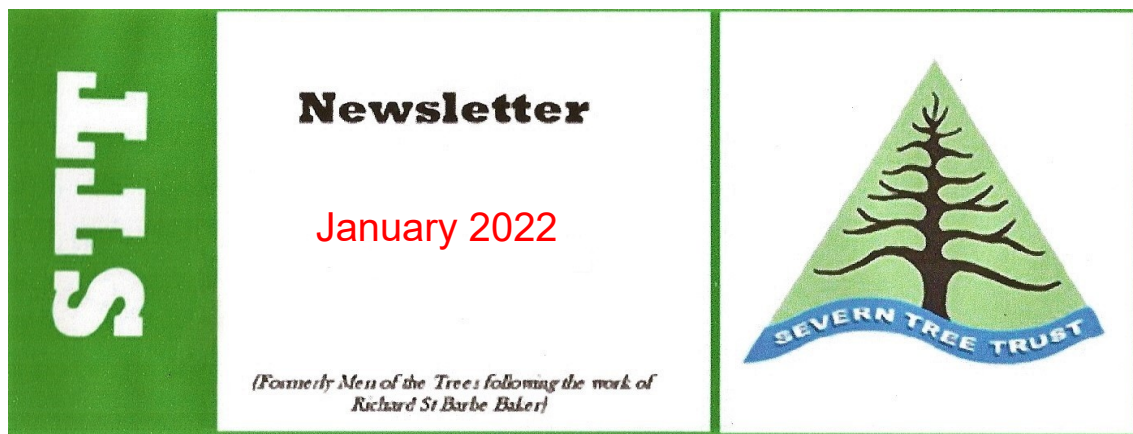 STT
Newsletter
January 2022
(Formerly Men of the Trees following the work of
Richard St Barbe Baker)
SEVERN TREE TRUST